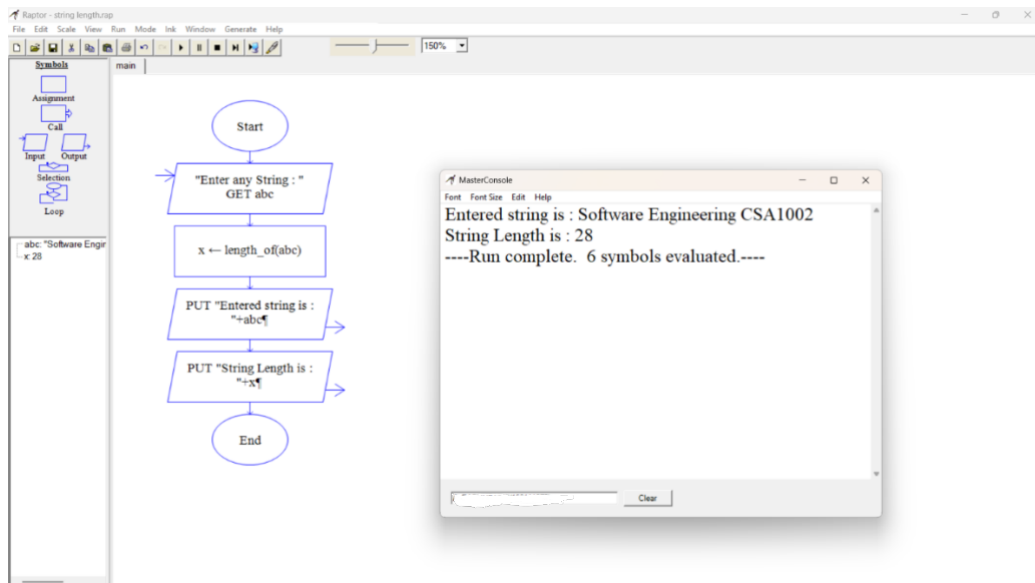 Raptor - string length.rap
File Edit Scale View Run Mode Ink Window Generate Help
150%
Symbols
Assignment
Call
Input Output
Selection
Loop
abc: "Software Engir
x: 28
main
Start
"Enter any String : "
GET abc
x ← length_of(abc)
PUT "Entered string is :
"+abc¶
PUT "String Length is :
"+x¶
End
MasterConsole
Font Font Size Edit Help
Entered string is : Software Engineering CSA1002
String Length is : 28
----Run complete.  6 symbols evaluated.----
Clear